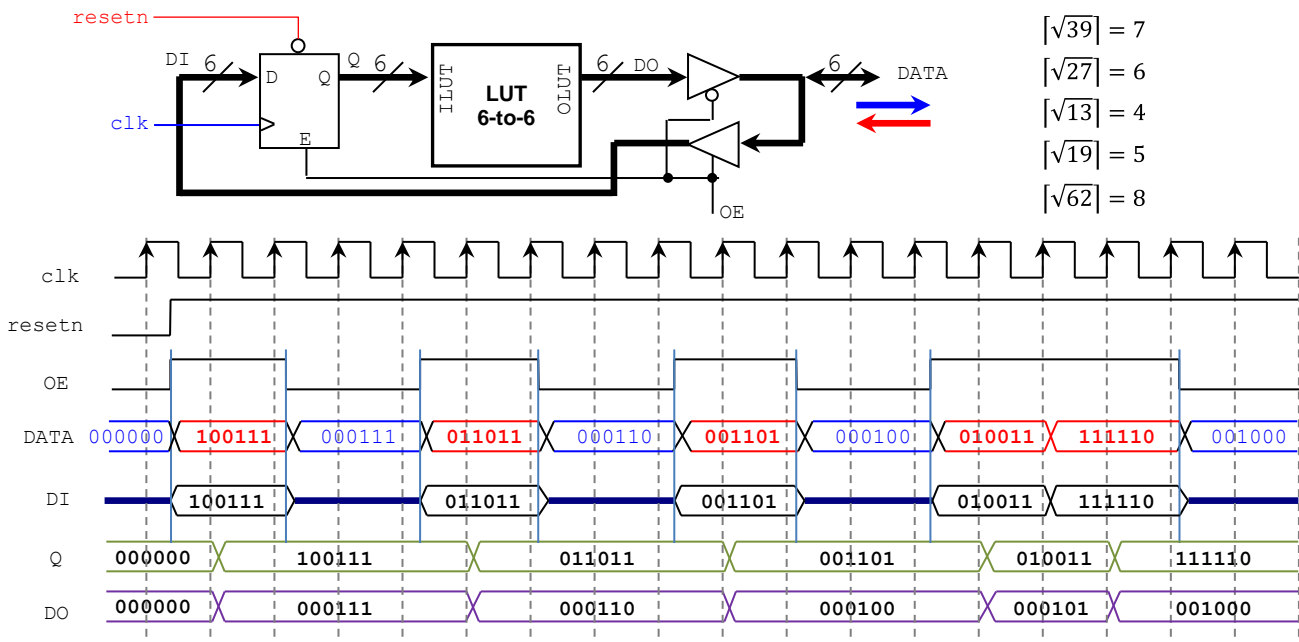 resetn
DI 6 Q 6 6 DO 6 DATA
D Q
ILUT LUT 6-to-6 OLUT
clk
E
OE
⌈√39⌉ = 7
⌈√27⌉ = 6
⌈√13⌉ = 4
⌈√19⌉ = 5
⌈√62⌉ = 8
clk
resetn
OE
DATA 000000 100111 000111 011011 000110 001101 000100 010011 111110 001000
DI 100111 011011 001101 010011 111110
Q 000000 100111 011011 001101 010011 111110
DO 000000 000111 000110 000100 000101 001000